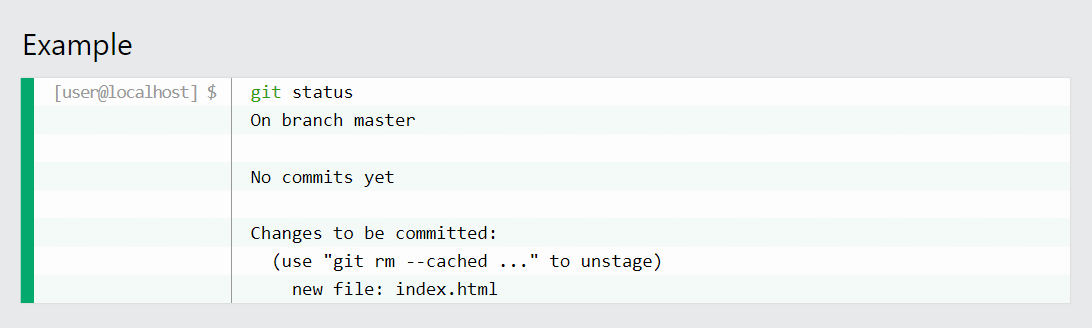 Example
[user@localhost] $ git status
On branch master
No commits yet
Changes to be committed:
(use "git rm --cached ..." to unstage)
new file: index.html